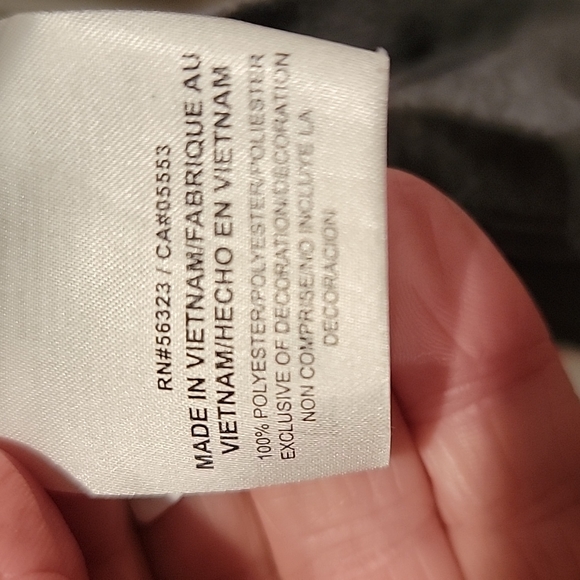 RN#56323 / CA#05553
MADE IN VIETNAM/FABRIQUE AU
VIETNAM/HECHO EN VIETNAM
100% POLYESTER/POLYESTER/POLIESTER
EXCLUSIVE OF DECORATION/DECORATION
NON COMPRISE/NO INCLUYE LA
DECORACION